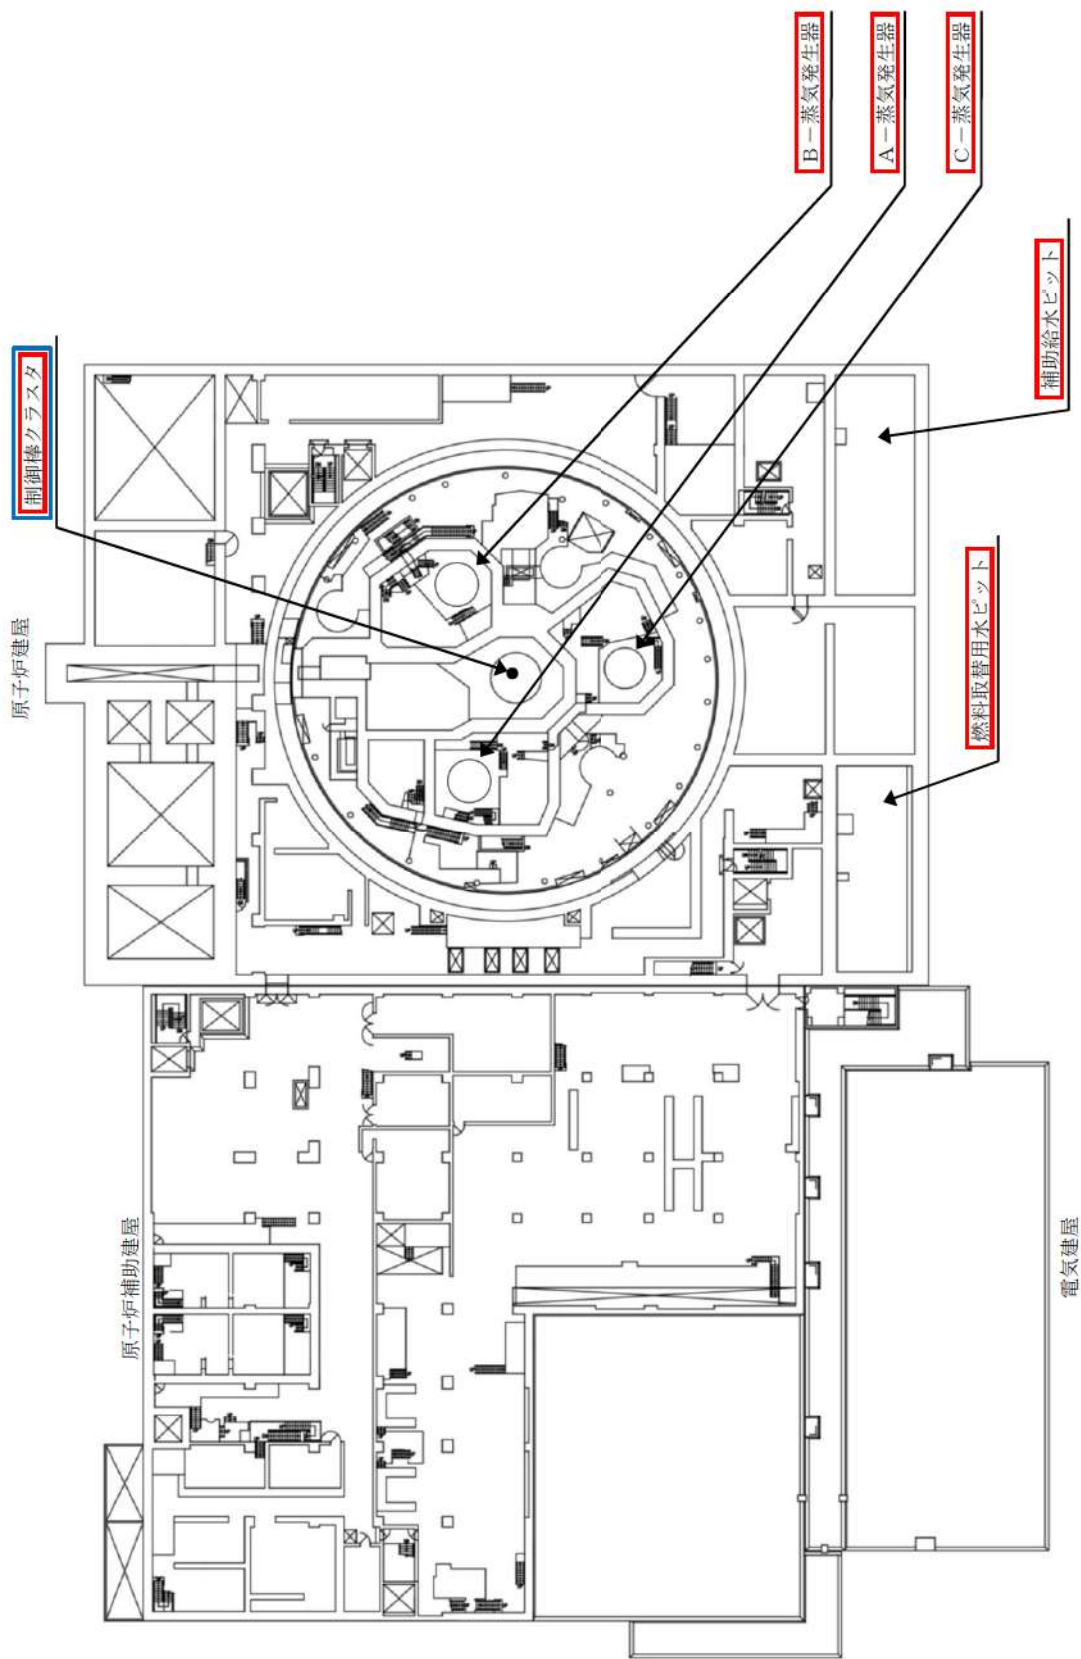 原子炉建屋
制御棒クラスタ
B－蒸気発生器
A－蒸気発生器
C－蒸気発生器
補助給水ピット
燃料取替用水ピット
原子炉補助建屋
電気建屋